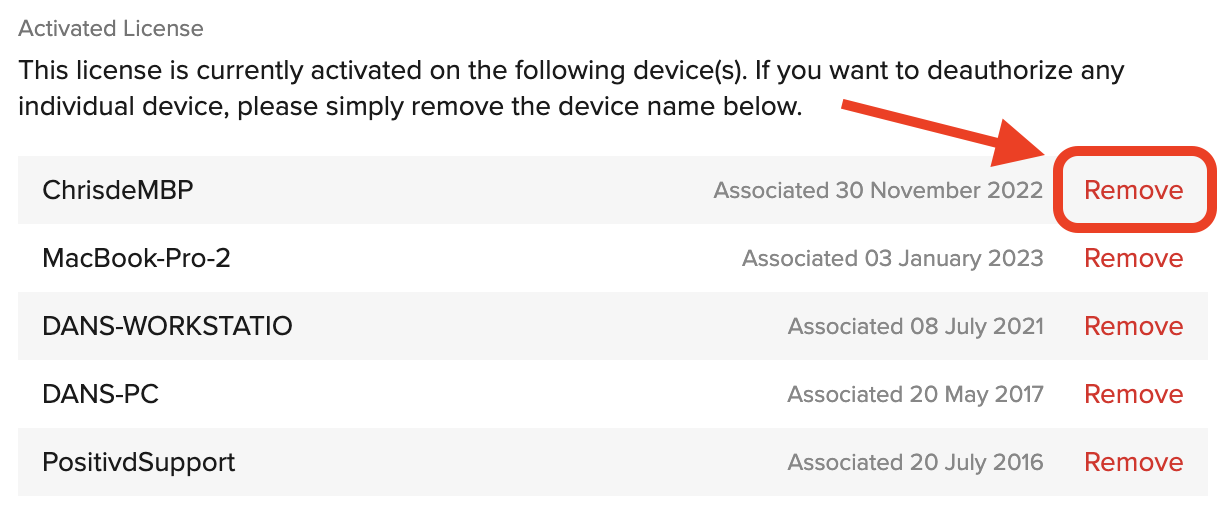 Activated License
This license is currently activated on the following device(s). If you want to deauthorize any
individual device, please simply remove the device name below.
ChrisdeMBP Associated 30 November 2022 Remove
MacBook-Pro-2 Associated 03 January 2023 Remove
DANS-WORKSTATIO Associated 08 July 2021 Remove
DANS-PC Associated 20 May 2017 Remove
PositivdSupport Associated 20 July 2016 Remove